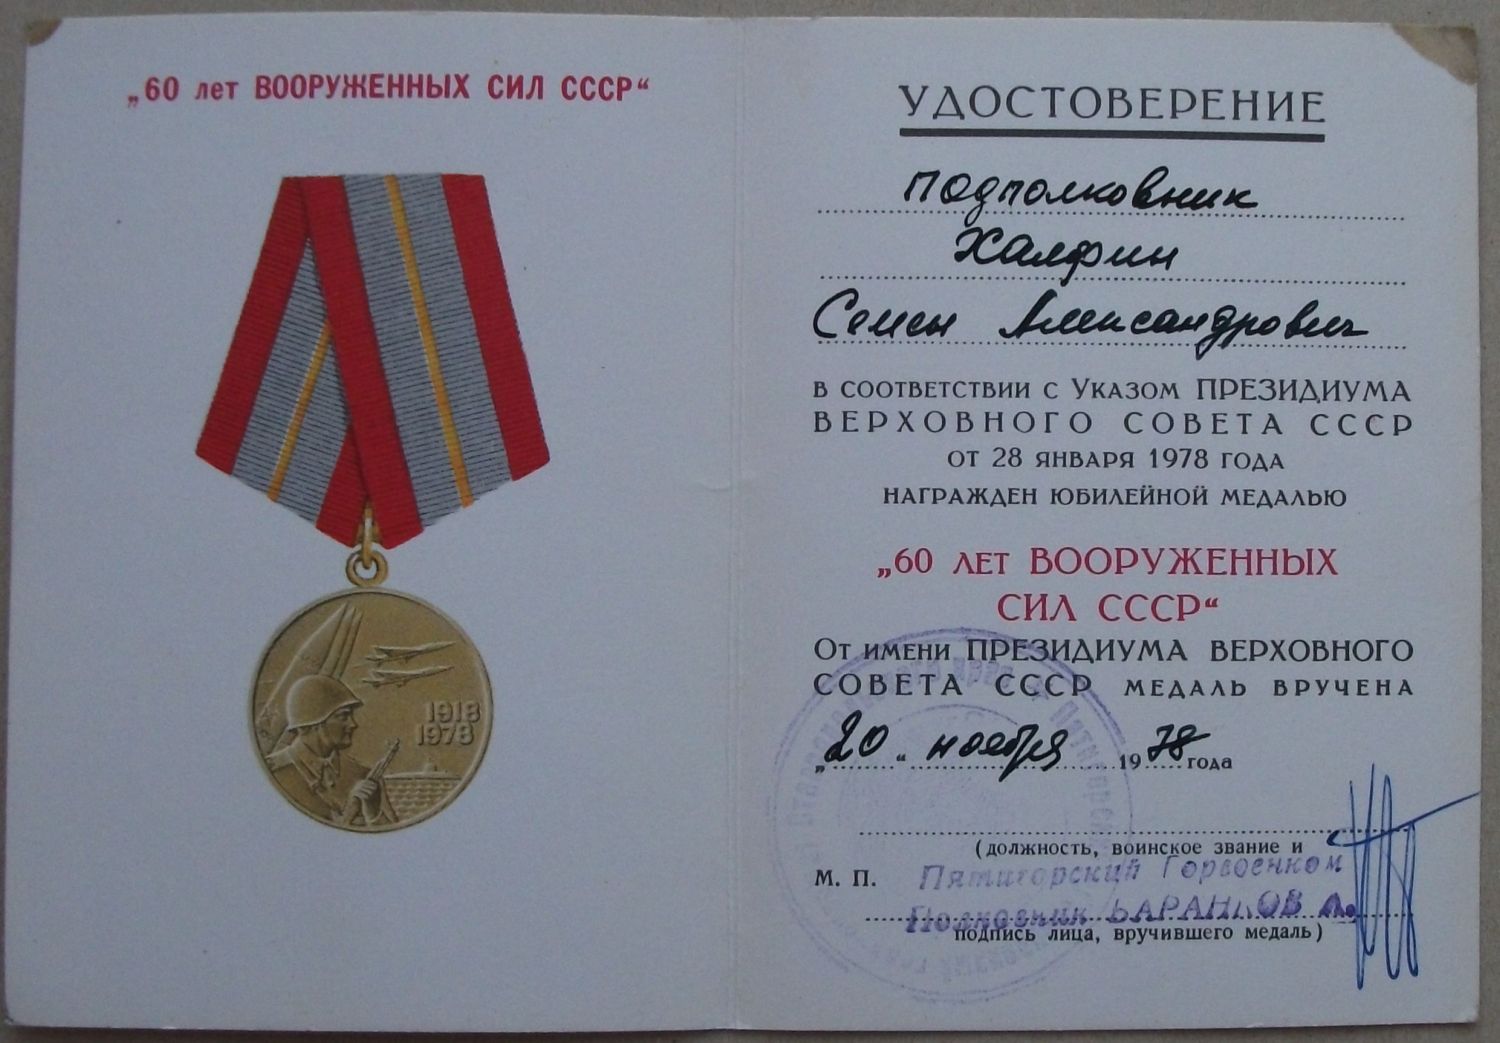 „60 лет ВООРУЖЕННЫХ СИЛ СССР“
1918
1978
УДОСТОВЕРЕНИЕ
Подполковник
Халфин
Семен Александрович
в соответствии с Указом ПРЕЗИДИУМА
ВЕРХОВНОГО СОВЕТА СССР
от 28 января 1978 года
награжден юбилейной медалью
„60 лет ВООРУЖЕННЫХ
СИЛ СССР“
От имени ПРЕЗИДИУМА ВЕРХОВНОГО
СОВЕТА СССР медаль вручена
„20“ ноября 1978 года
(должность, воинское звание и
М. П. Пятигорский Горвоенком
Полковник БАРАНКОВ А.
подпись лица, вручившего медаль)